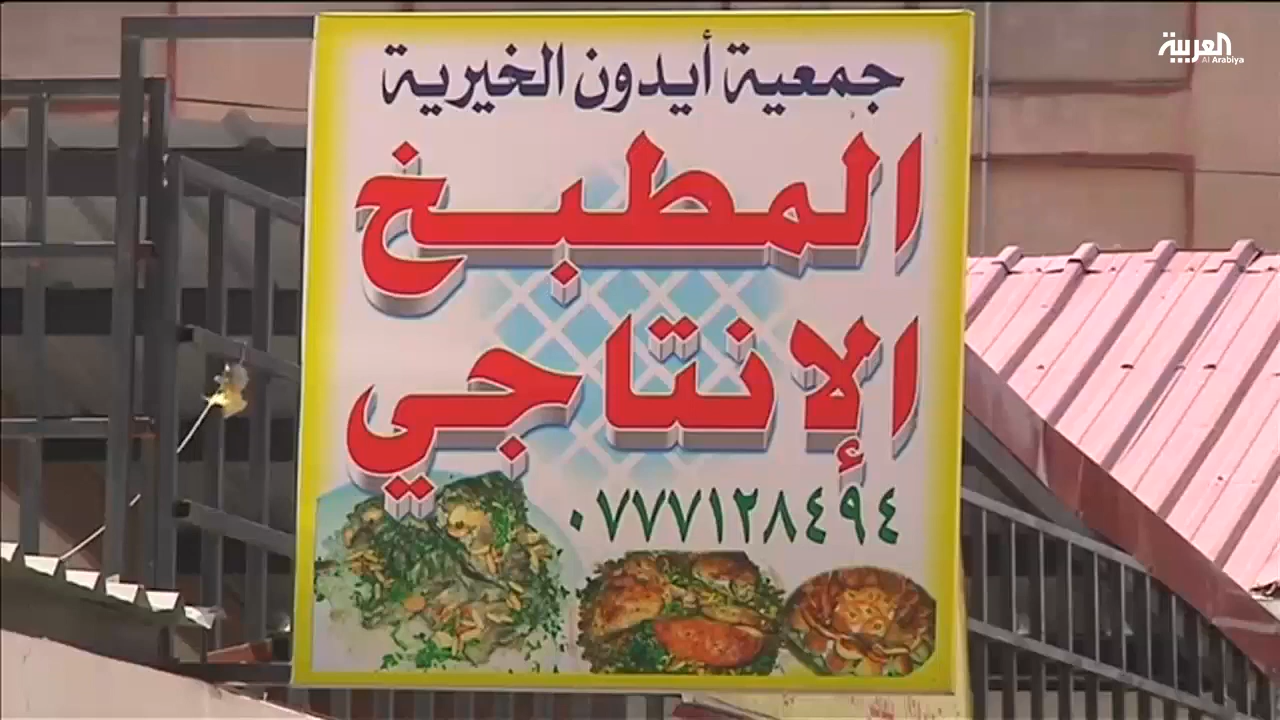 العربية
Al Arabiya
جمعية أيدون الخيرية
المطبخ
الإنتاجي
٠٧٧٧١٢٨٤٩٤